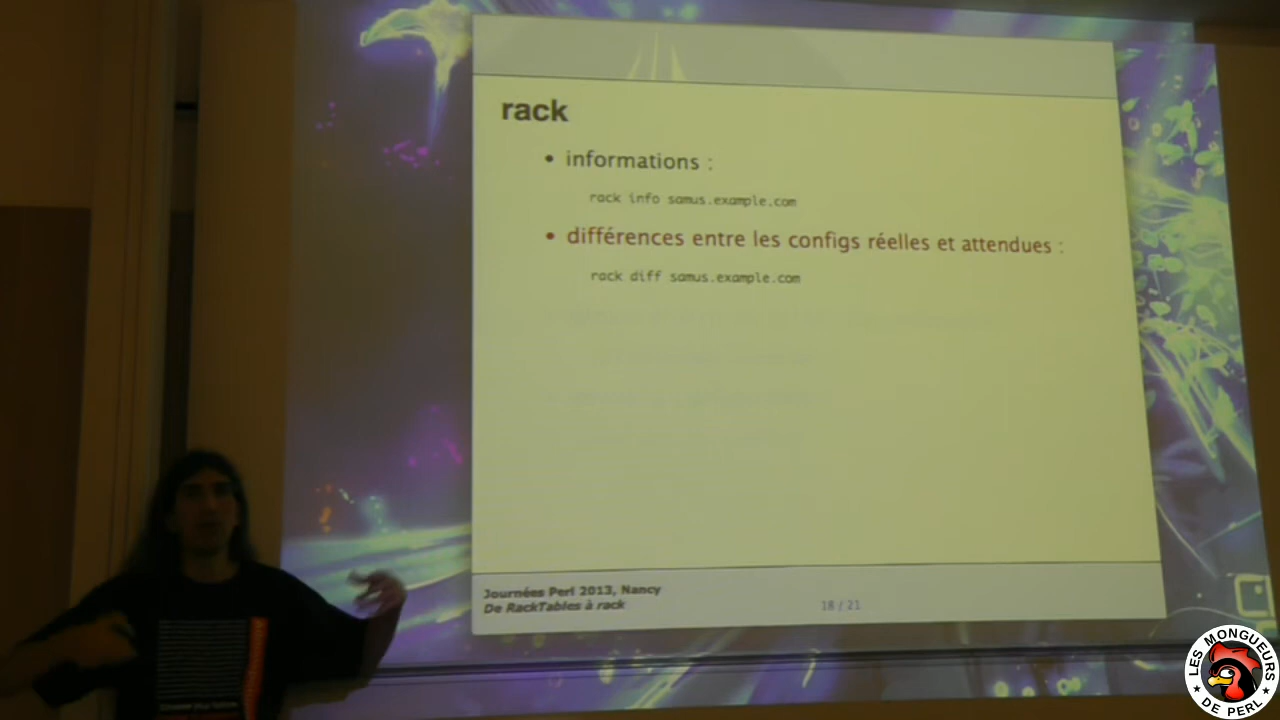 rack
• informations :
rack info samus.example.com
• différences entre les configs réelles et attendues :
rack diff samus.example.com
Journées Perl 2013, Nancy
De RackTables à rack
18 / 21
LES MONGUEURS
★ DE PERL ★